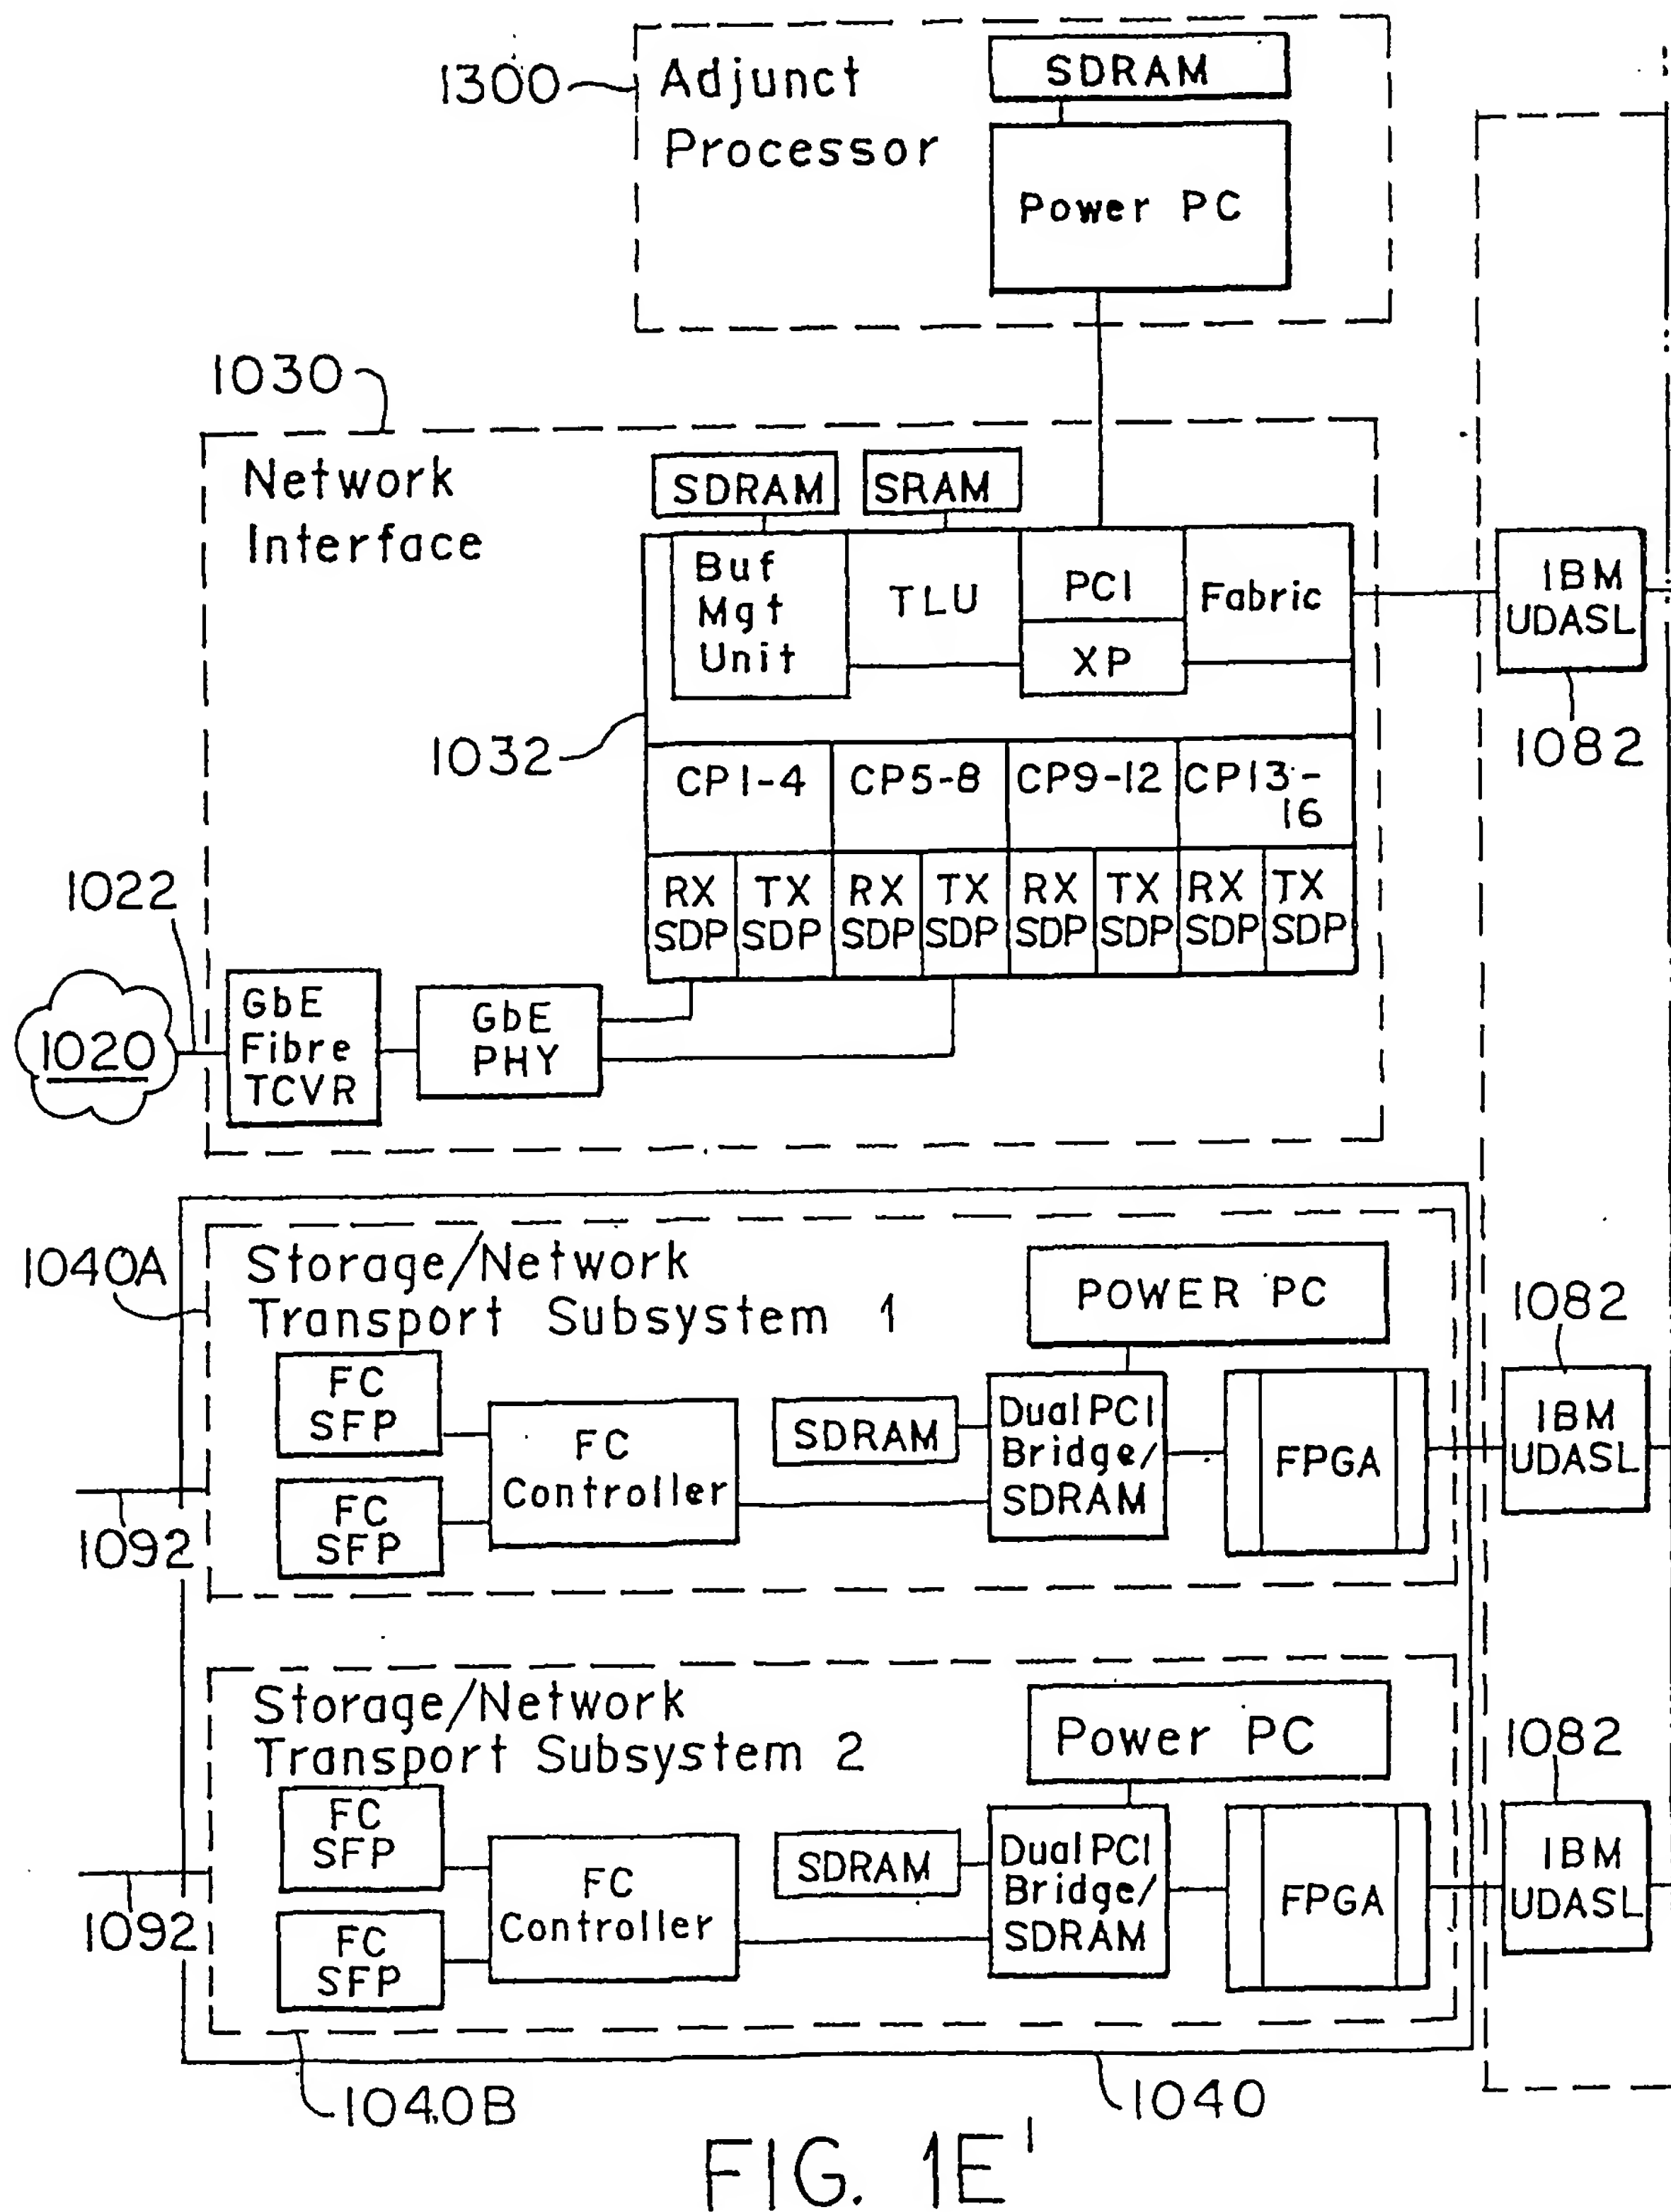 1300
Adjunct
Processor
SDRAM
Power PC
1030
Network
Interface
SDRAM
SRAM
Buf
Mgt
Unit
TLU
PCI
XP
Fabric
IBM
UDASL
1082
1032
CP1-4
CP5-8
CP9-12
CP13-
16
RX
SDP
TX
SDP
RX
SDP
TX
SDP
RX
SDP
TX
SDP
RX
SDP
TX
SDP
1022
1020
GbE
Fibre
TCVR
GbE
PHY
1040A
Storage/Network
Transport Subsystem 1
POWER PC
FC
SFP
FC
SFP
FC
Controller
SDRAM
Dual PCI
Bridge/
SDRAM
FPGA
1082
IBM
UDASL
1092
Storage/Network
Transport Subsystem 2
Power PC
FC
SFP
FC
SFP
FC
Controller
SDRAM
Dual PCI
Bridge/
SDRAM
FPGA
1082
IBM
UDASL
1092
1040B
1040
FIG. 1E'